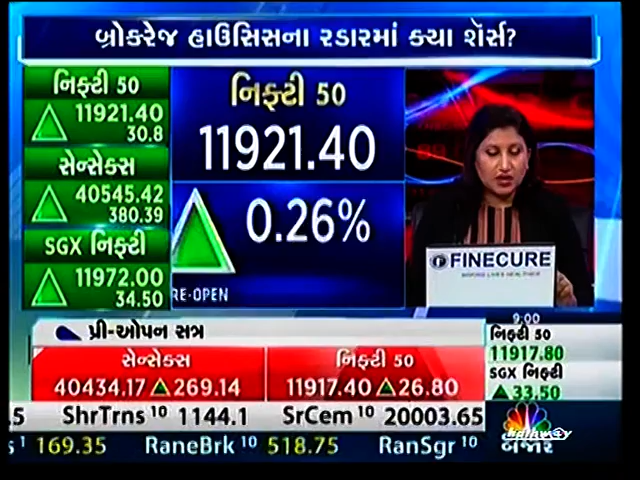 બ્રોકરેજ હાઉસિસના રડારમાં ક્યા શૅર્સ?
નિફ્ટી 50
11921.40
30.8
સેન્સેક્સ
40545.42
380.39
SGX નિફ્ટી
11972.00
34.50
નિફ્ટી 50
11921.40
0.26%
RE-OPEN
FINECURE
પ્રી-ઓપન સત્ર
સેન્સેક્સ
40434.17 269.14
નિફ્ટી 50
11917.40 26.80
9:00
નિફ્ટી 50
11917.80
SGX નિફ્ટી
33.50
.5 ShrTrns 10 1144.1 SrCem 10 20003.65
s 1 169.35 RaneBrk 10 518.75 RanSgr 10
hathway
બજાર